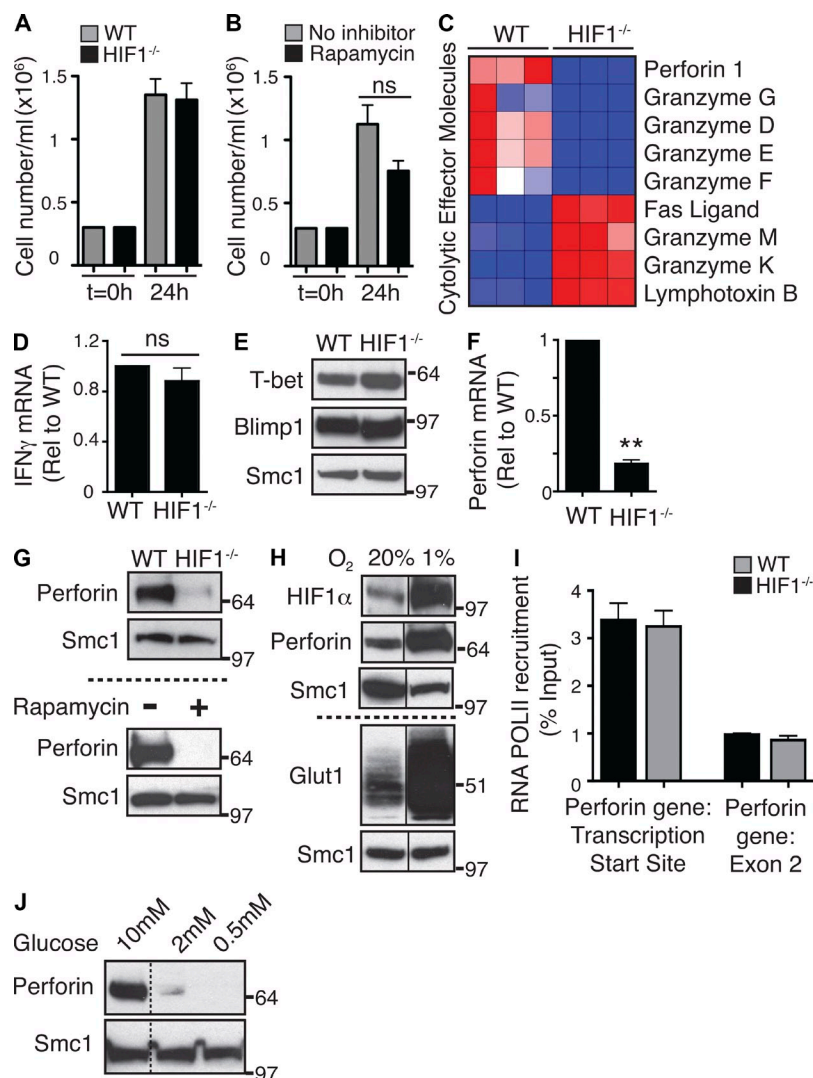 A
WT
HIF1-/-
Cell number/ml (x10⁶)
1.5
1
0.5
0
t=0h
24h
B
No inhibitor
Rapamycin
Cell number/ml (x10⁶)
1.5
1
0.5
0
ns
t=0h
24h
C
WT
HIF1-/-
Cytolytic Effector Molecules
Perforin 1
Granzyme G
Granzyme D
Granzyme E
Granzyme F
Fas Ligand
Granzyme M
Granzyme K
Lymphotoxin B
D
IFNγ mRNA
(Rel to WT)
1.2
0.8
0.4
0
ns
WT
HIF1-/-
E
WT HIF1-/-
T-bet
64
Blimp1
97
Smc1
97
F
Perforin mRNA
(Rel to WT)
1
0.5
0
**
WT
HIF1-/-
G
WT HIF1-/-
Perforin
64
Smc1
97
Rapamycin - +
Perforin
64
Smc1
97
H
O₂ 20% 1%
HIF1α
97
Perforin
64
Smc1
97
Glut1
51
Smc1
97
I
WT
HIF1-/-
RNA POLII recruitment
(% Input)
4
3
2
1
0
Perforin gene:
Transcription
Start Site
Perforin
gene:
Exon 2
J
Glucose
10mM
2mM
0.5mM
Perforin
64
Smc1
97